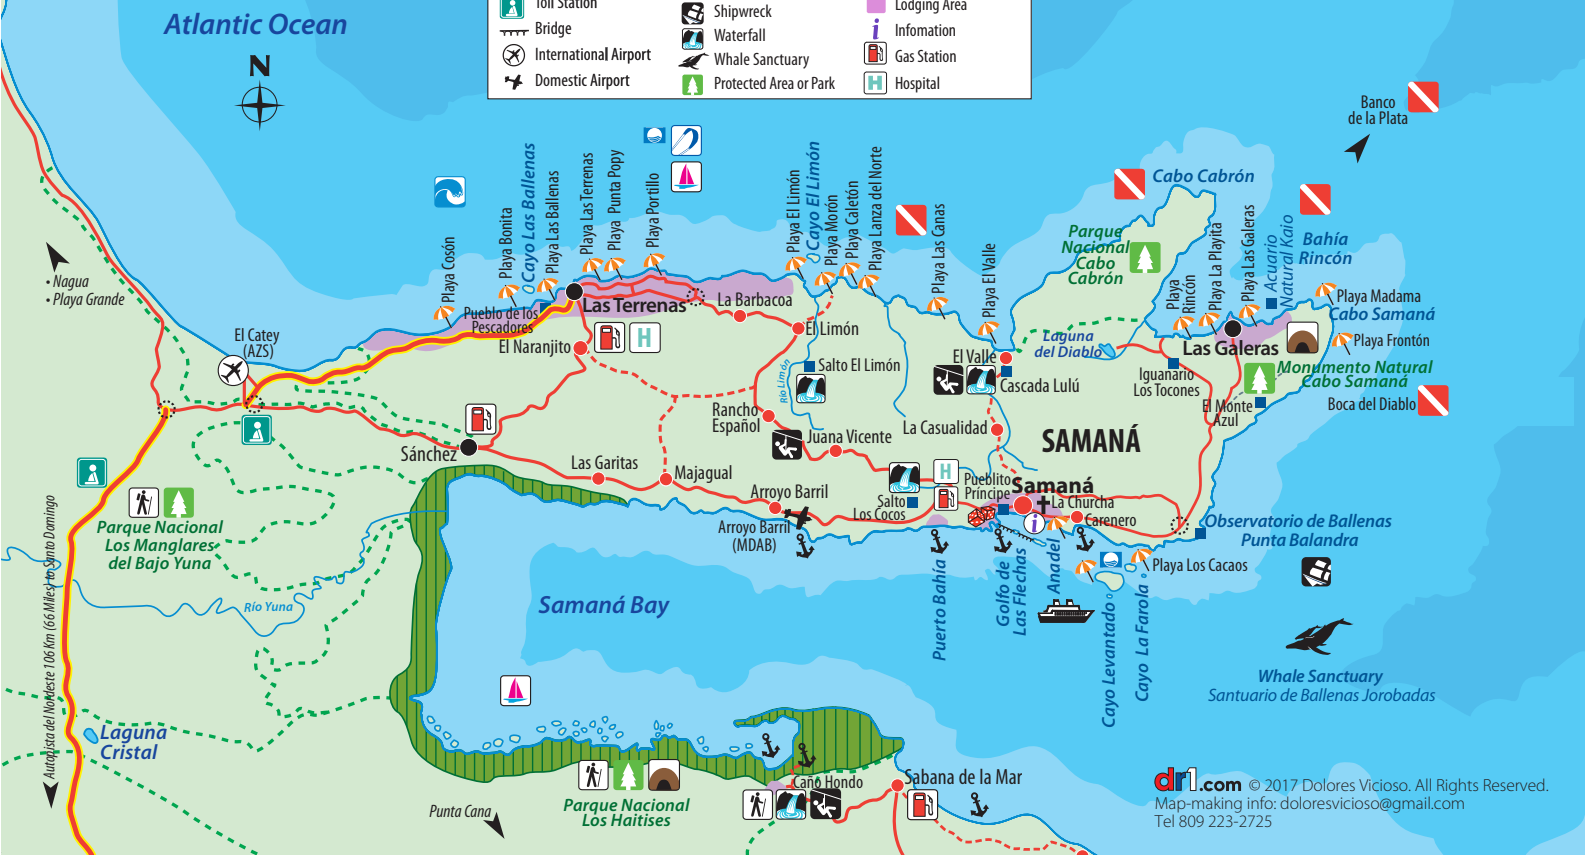 Atlantic Ocean
N
Toll Station
Bridge
International Airport
Domestic Airport
Shipwreck
Waterfall
Whale Sanctuary
Protected Area or Park
Lodging Area
i Infomation
Gas Station
H Hospital
Banco
de la Plata
• Nagua
• Playa Grande
El Catey
(AZS)
Playa Cosón
Playa Bonita
Cayo Las Ballenas
Playa Las Ballenas
Playa Las Terrenas
Playa Punta Popy
Playa Portillo
Playa El Limón
Cayo El Limón
Playa Morón
Playa Caletón
Playa Lanza del Norte
Playa Las Canas
Playa El Valle
Cabo Cabrón
Parque
Nacional
Cabo
Cabrón
Playa
Rincón
Playa La Playita
Playa Las Galeras
Acuario
Natural Kaio
Bahía
Rincón
Playa Madama
Cabo Samaná
Playa Frontón
Pueblo de los
Pescadores
Las Terrenas
La Barbacoa
El Naranjito
H
El Limón
Salto El Limón
Río Limón
El Valle
Cascada Lulú
Laguna
del Diablo
Las Galeras
Iguanario
Los Tocones
Monumento Natural
Cabo Samaná
El Monte
Azul
Boca del Diablo
Rancho
Español
Juana Vicente
La Casualidad
SAMANÁ
Sánchez
Las Garitas
Majagual
Arroyo Barril
Arroyo Barril
(MDAB)
Salto
Los Cocos
H
Pueblito
Príncipe
Samaná
La Churcha
i
Carenero
Observatorio de Ballenas
Punta Balandra
Playa Los Cacaos
Puerto Bahía
Golfo de
Las Flechas
Anadel
Cayo Levantado
Cayo La Farola
Whale Sanctuary
Santuario de Ballenas Jorobadas
Parque Nacional
Los Manglares
del Bajo Yuna
Río Yuna
Samaná Bay
Autopista del Nordeste 106 Km (66 Miles) to Santo Damingo
Laguna
Cristal
Parque Nacional
Los Haitises
Punta Cana
Caño Hondo
Sabana de la Mar
dr1.com © 2017 Dolores Vicioso. All Rights Reserved.
Map-making info: doloresvicioso@gmail.com
Tel 809 223-2725